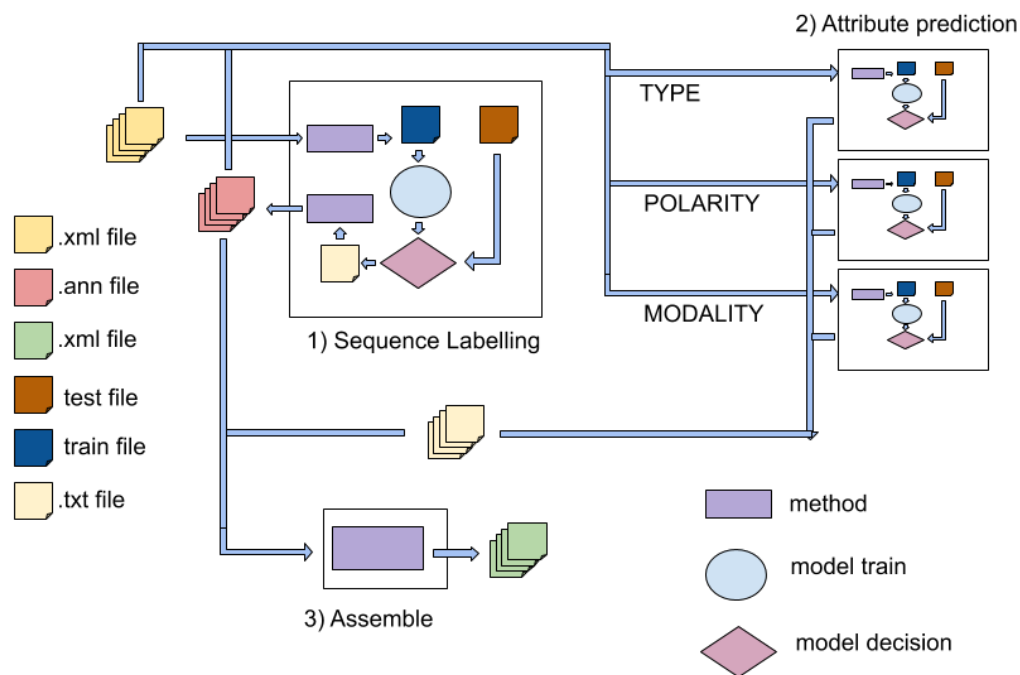 2) Attribute prediction
TYPE
POLARITY
MODALITY
1) Sequence Labelling
.xml file
.ann file
.xml file
test file
train file
.txt file
3) Assemble
method
model train
model decision